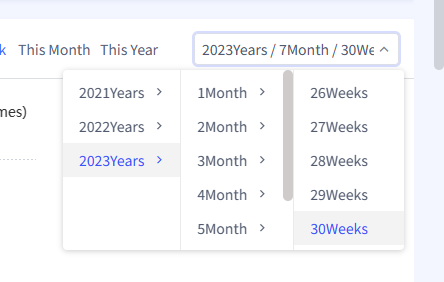 k This Month This Year 2023Years / 7Month / 30We
mes)
2021Years 1Month 26Weeks
2022Years 2Month 27Weeks
2023Years 3Month 28Weeks
4Month 29Weeks
5Month 30Weeks